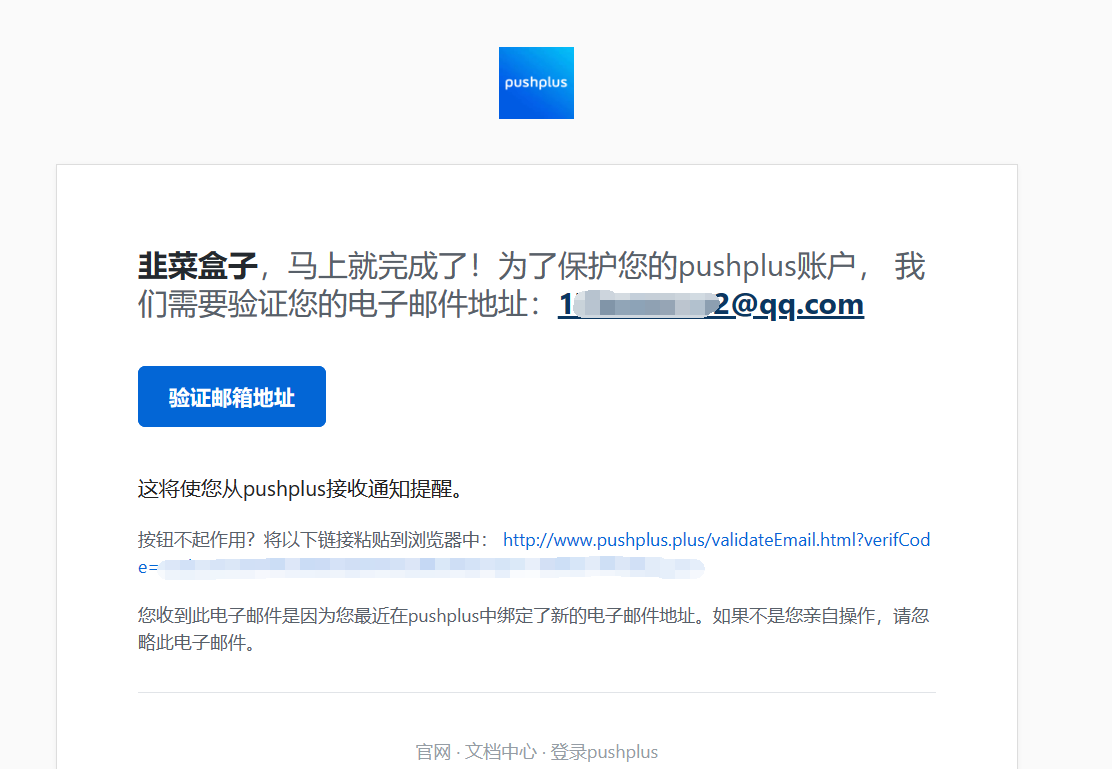 pushplus
韭菜盒子，马上就完成了！为了保护您的pushplus账户， 我
们需要验证您的电子邮件地址：1 2@qq.com
验证邮箱地址
这将使您从pushplus接收通知提醒。
按钮不起作用？将以下链接粘贴到浏览器中： http://www.pushplus.plus/validateEmail.html?verifCod
e=
您收到此电子邮件是因为您最近在pushplus中绑定了新的电子邮件地址。如果不是您亲自操作，请忽
略此电子邮件。
官网 · 文档中心 · 登录pushplus